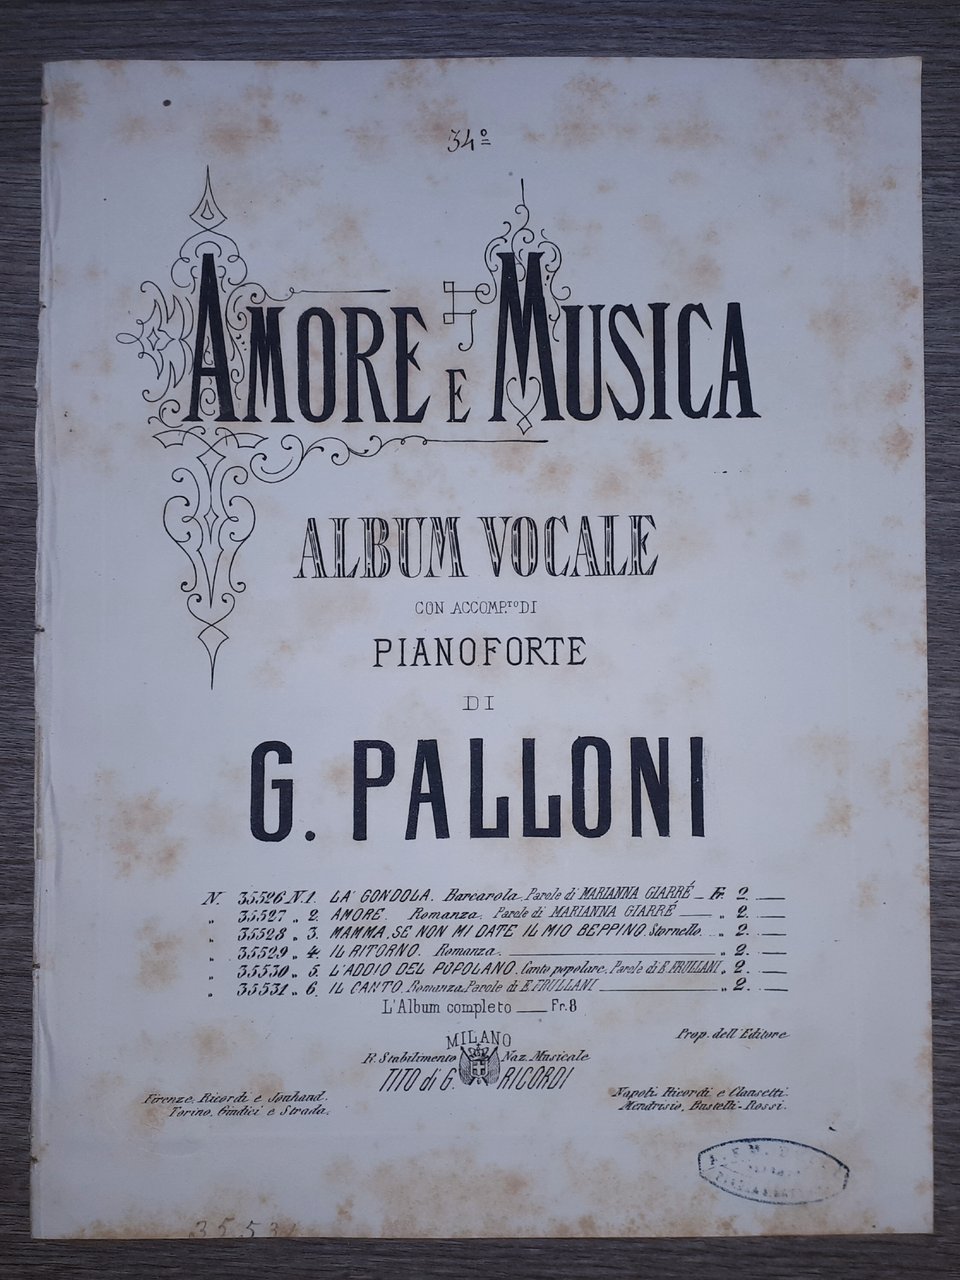 34º
AMORE E MUSICA
ALBUM VOCALE
CON ACCOMP.TO DI
PIANOFORTE
DI
G. PALLONI
N. 35526 N. 1. LA GONDOLA. Barcarola. Parole di MARIANNA GIARRÉ Fr. 2.
" 35527 " 2. AMORE. Romanza. Parole di MARIANNA GIARRÉ " 2.
" 35528 " 3. MAMMA, SE NON MI DATE IL MIO BEPPINO. Stornello. " 2.
" 35529 " 4. IL RITORNO. Romanza. " 2.
" 35530 " 5. L'ADDIO DEL POPOLANO. Canto popolare. Parole di E. FRULLANI " 2.
" 35531 " 6. IL CANTO. Romanza. Parole di E. FRULLANI " 2.
L'Album completo Fr. 8
Prop. dell'Editore
MILANO
R. Stabilimento Naz. Musicale
TITO di G. RICORDI
Firenze, Ricordi e Jouhaud.
Torino, Giudici e Strada.
Napoli. Ricordi e Clausetti.
Mendrisio, Bustelli-Rossi.
3553